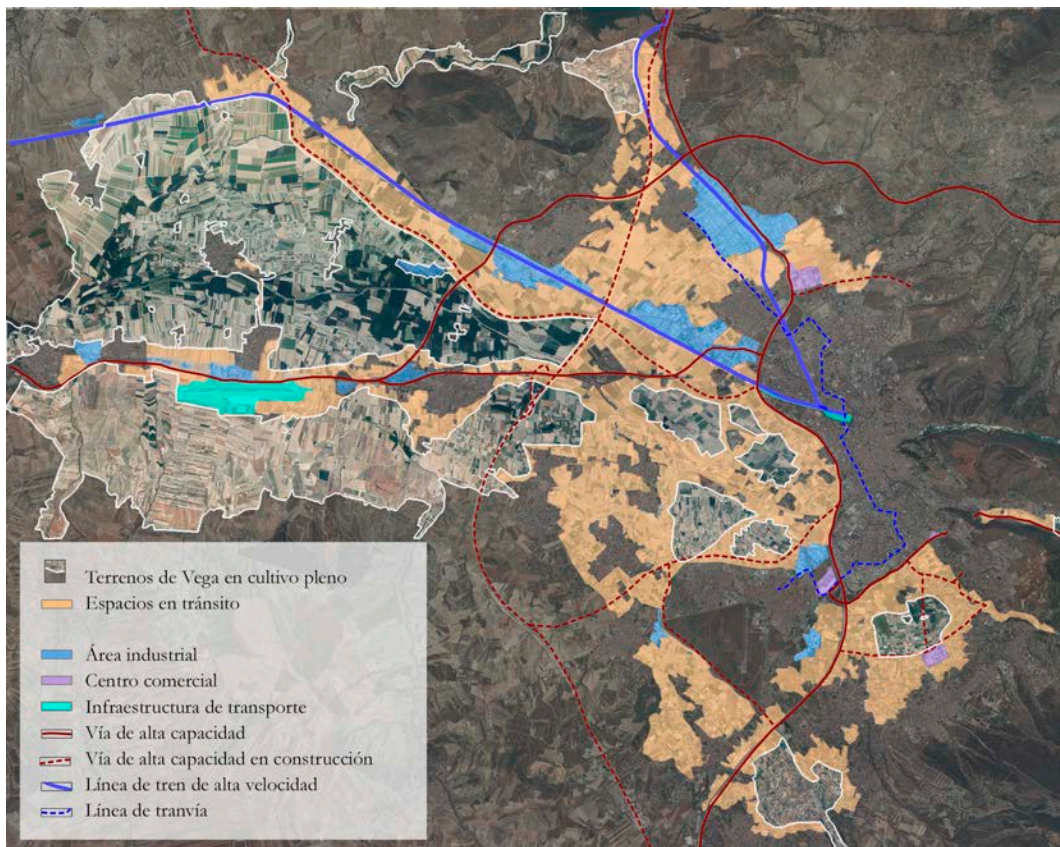 Terrenos de Vega en cultivo pleno
Espacios en tránsito
Área industrial
Centro comercial
Infraestructura de transporte
Vía de alta capacidad
Vía de alta capacidad en construcción
Línea de tren de alta velocidad
Línea de tranvía